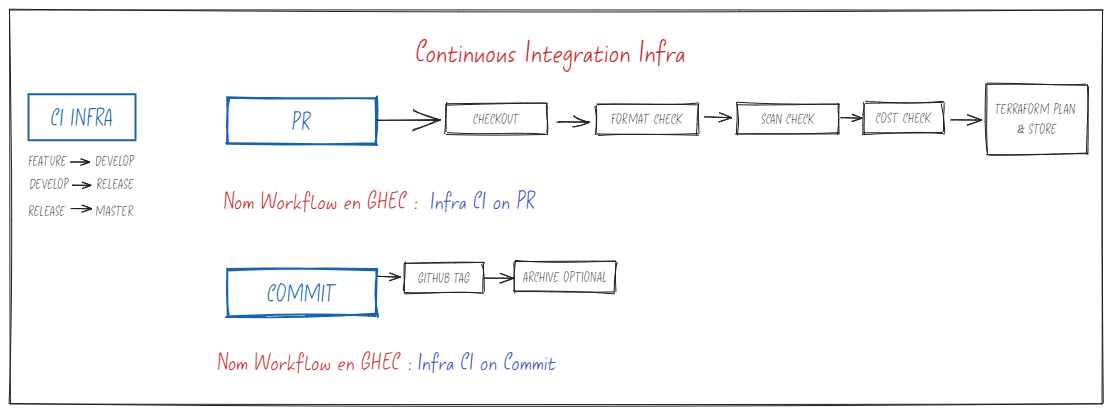 Continuous Integration Infra
CI INFRA
FEATURE → DEVELOP
DEVELOP → RELEASE
RELEASE → MASTER
PR
CHECKOUT
FORMAT CHECK
SCAN CHECK
COST CHECK
TERRAFORM PLAN
& STORE
Nom Workflow en GHEC : Infra CI on PR
COMMIT
GITHUB TAG
ARCHIVE OPTIONAL
Nom Workflow en GHEC : Infra CI on Commit